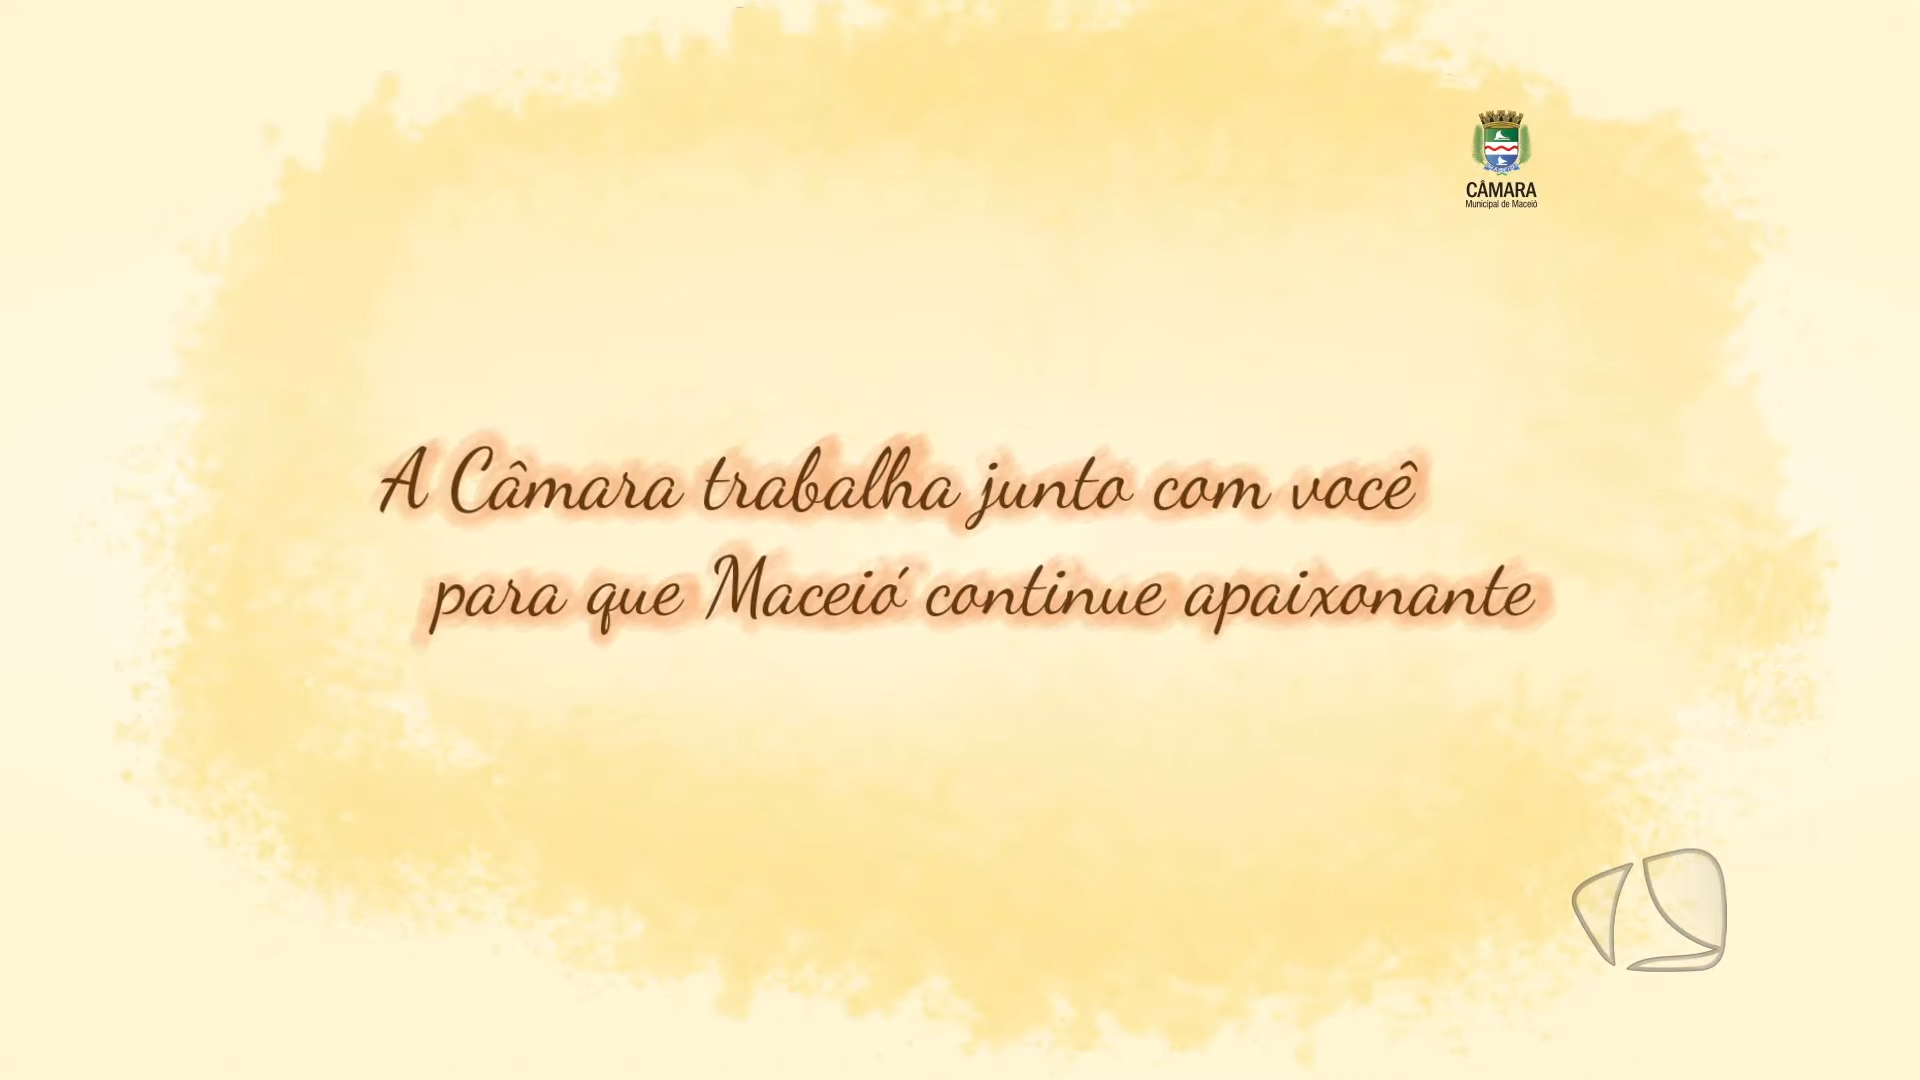 CÂMARA
Municipal de Maceió
A Câmara trabalha junto com você
para que Maceió continue apaixonante